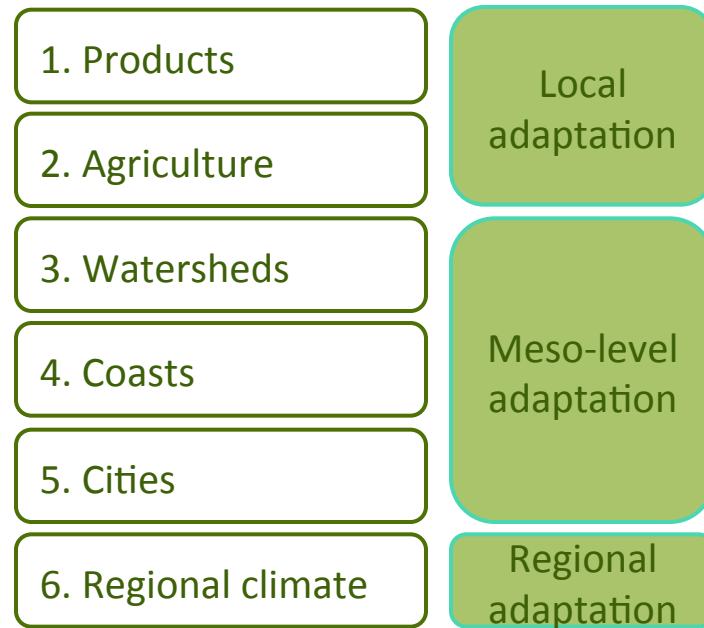 1. Products
2. Agriculture
Local
adaptation
3. Watersheds
4. Coasts
5. Cities
Meso-level
adaptation
6. Regional climate
Regional
adaptation